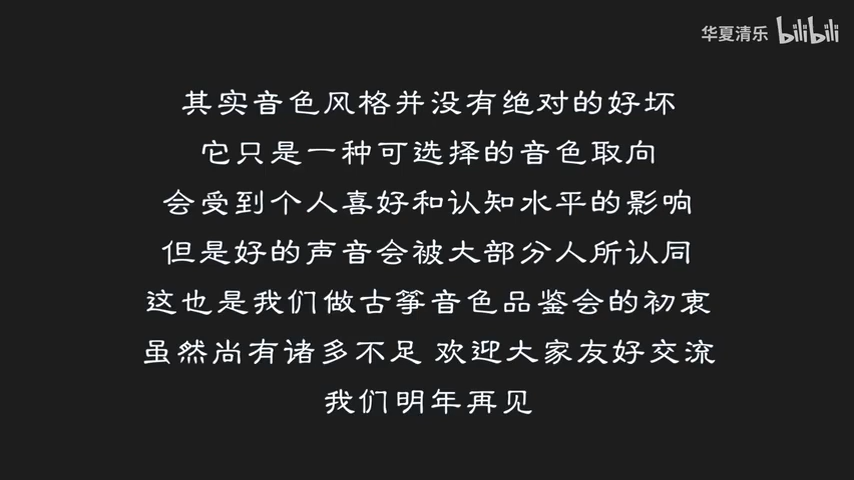 华夏清乐 bilibili
其实音色风格并没有绝对的好坏
它只是一种可选择的音色取向
会受到个人喜好和认知水平的影响
但是好的声音会被大部分人所认同
这也是我们做古筝音色品鉴会的初衷
虽然尚有诸多不足 欢迎大家友好交流
我们明年再见